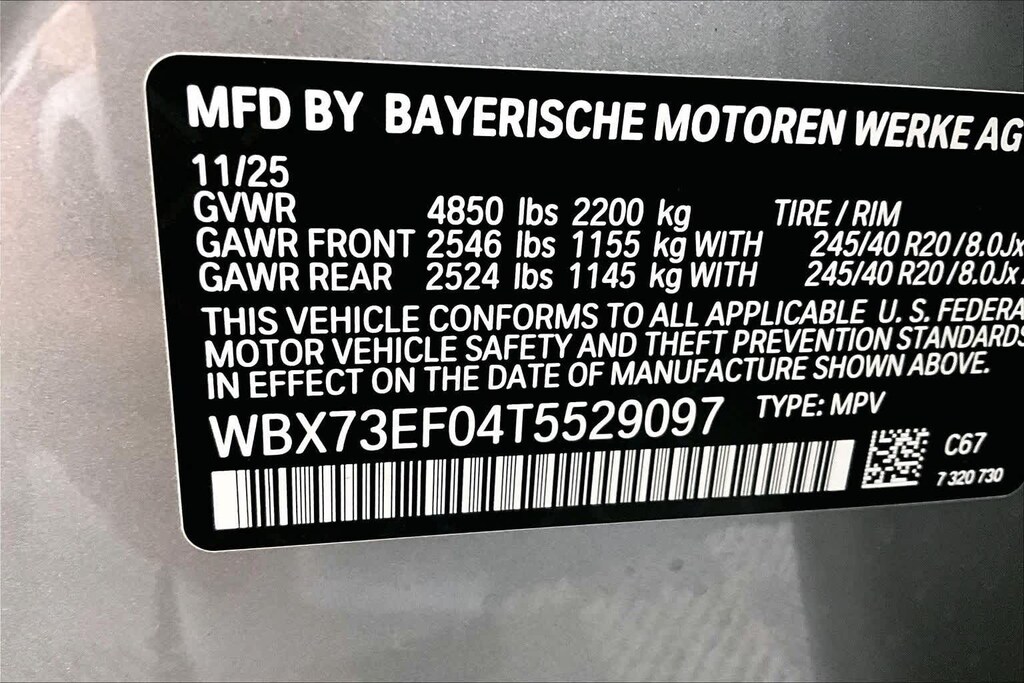 MFD BY BAYERISCHE MOTOREN WERKE AG
11/25
GVWR 4850 lbs 2200 kg TIRE / RIM
GAWR FRONT 2546 lbs 1155 kg WITH 245/40 R20/8.0Jx
GAWR REAR 2524 lbs 1145 kg WITH 245/40 R20/8.0Jx
THIS VEHICLE CONFORMS TO ALL APPLICABLE U. S. FEDERA
MOTOR VEHICLE SAFETY AND THEFT PREVENTION STANDARDS
IN EFFECT ON THE DATE OF MANUFACTURE SHOWN ABOVE.
WBX73EF04T5529097 TYPE: MPV
C67
7 320 730